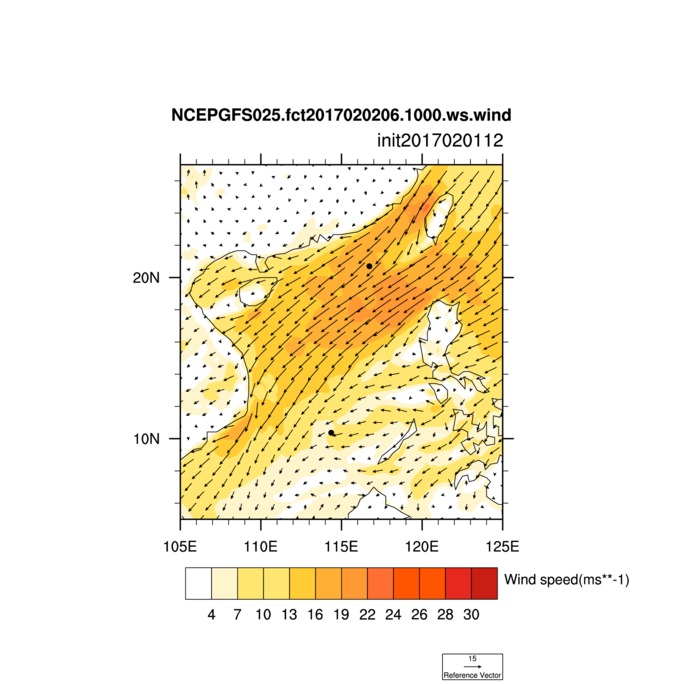 NCEPGFS025.fct2017020206.1000.ws.wind
init2017020112
20N
10N
105E 110E 115E 120E 125E
Wind speed(ms**-1)
4 7 10 13 16 19 22 24 26 28 30
15
Reference Vector